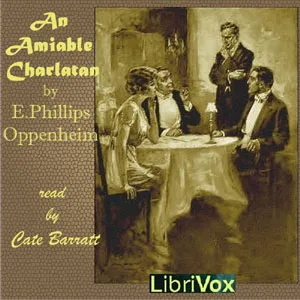 An
Amiable
Charlatan
by
E.Phillips
Oppenheim
read
by
Cate Barratt
LibriVox